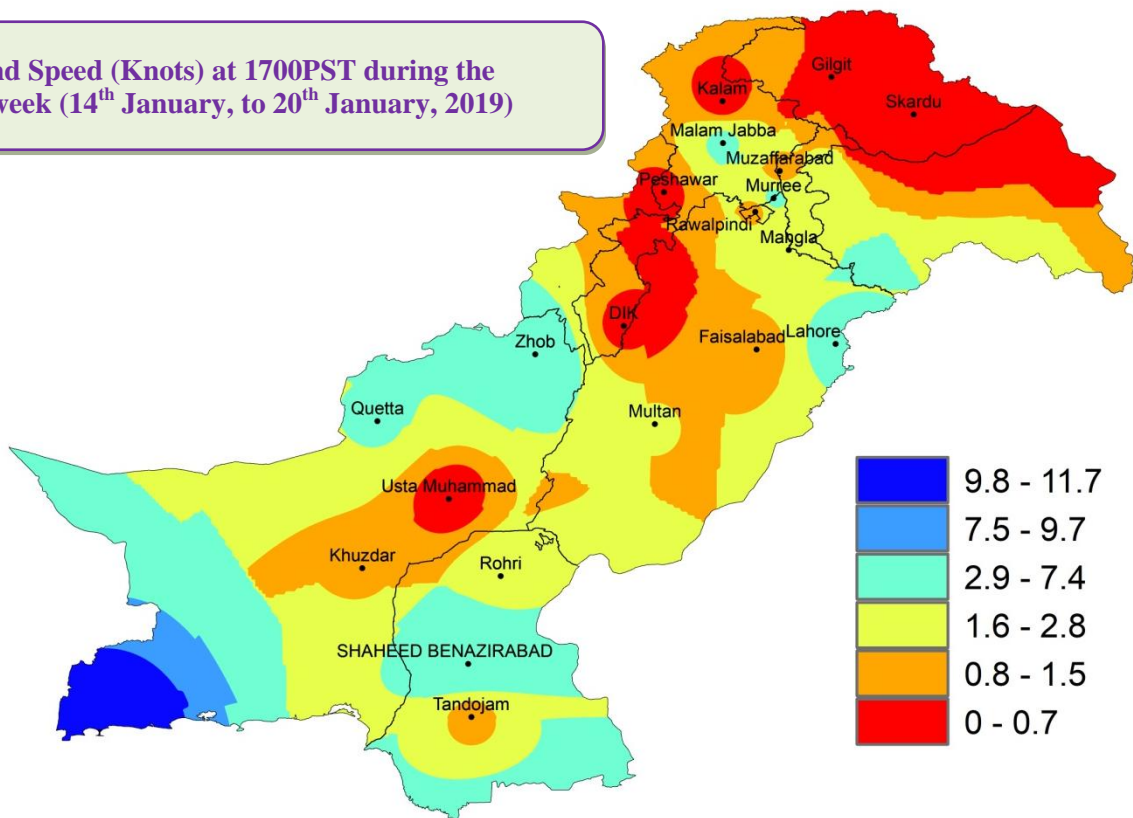 Speed (Knots) at 1700PST during the
week (14th January, to 20th January, 2019)
Gilgit
Kalam
Skardu
Malam Jabba
Muzaffarabad
Peshawar
Murree
Rawalpindi
Mangla
DIK
Faisalabad
Lahore
Zhob
Quetta
Multan
Usta Muhammad
Khuzdar
Rohri
SHAHEED BENAZIRABAD
Tandojam
9.8 - 11.7
7.5 - 9.7
2.9 - 7.4
1.6 - 2.8
0.8 - 1.5
0 - 0.7